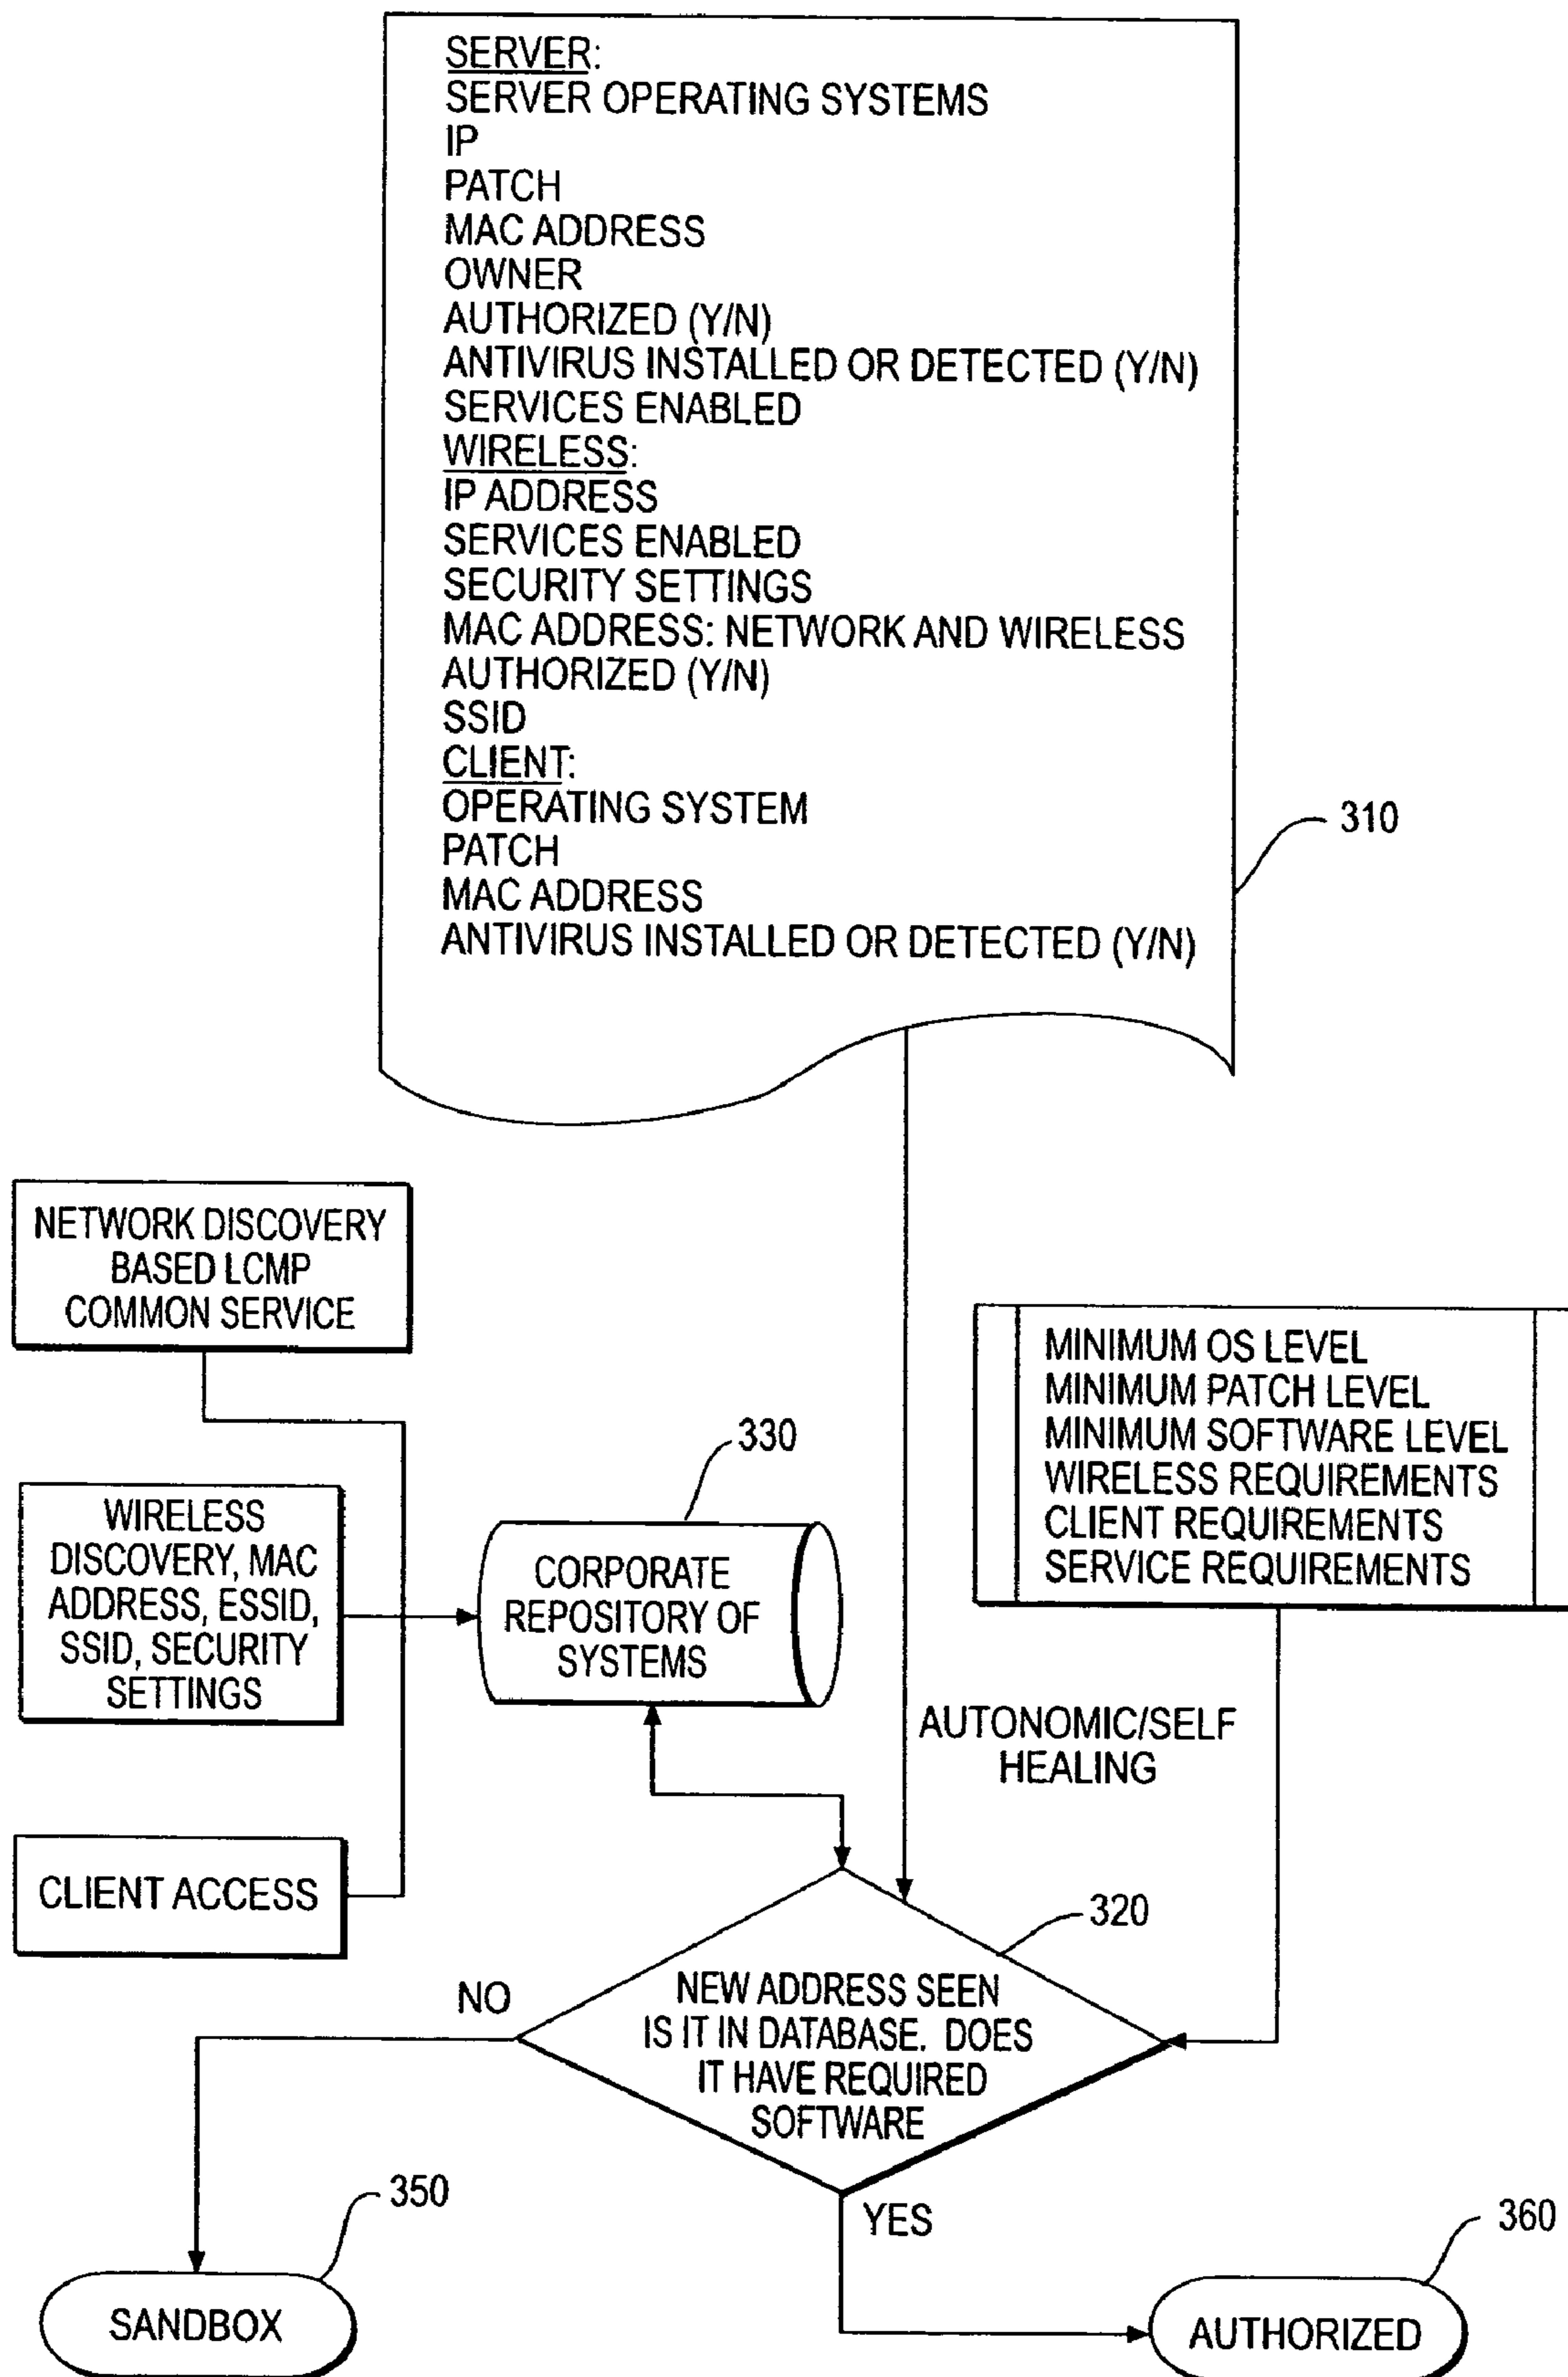 SERVER:
SERVER OPERATING SYSTEMS
IP
PATCH
MAC ADDRESS
OWNER
AUTHORIZED (Y/N)
ANTIVIRUS INSTALLED OR DETECTED (Y/N)
SERVICES ENABLED
WIRELESS:
IP ADDRESS
SERVICES ENABLED
SECURITY SETTINGS
MAC ADDRESS: NETWORK AND WIRELESS
AUTHORIZED (Y/N)
SSID
CLIENT:
OPERATING SYSTEM
PATCH
MAC ADDRESS
ANTIVIRUS INSTALLED OR DETECTED (Y/N)
310
NETWORK DISCOVERY
BASED LCMP
COMMON SERVICE
WIRELESS
DISCOVERY, MAC
ADDRESS, ESSID,
SSID, SECURITY
SETTINGS
CLIENT ACCESS
330
CORPORATE
REPOSITORY OF
SYSTEMS
MINIMUM OS LEVEL
MINIMUM PATCH LEVEL
MINIMUM SOFTWARE LEVEL
WIRELESS REQUIREMENTS
CLIENT REQUIREMENTS
SERVICE REQUIREMENTS
AUTONOMIC/SELF
HEALING
320
NEW ADDRESS SEEN
IS IT IN DATABASE. DOES
IT HAVE REQUIRED
SOFTWARE
NO
YES
350
SANDBOX
360
AUTHORIZED